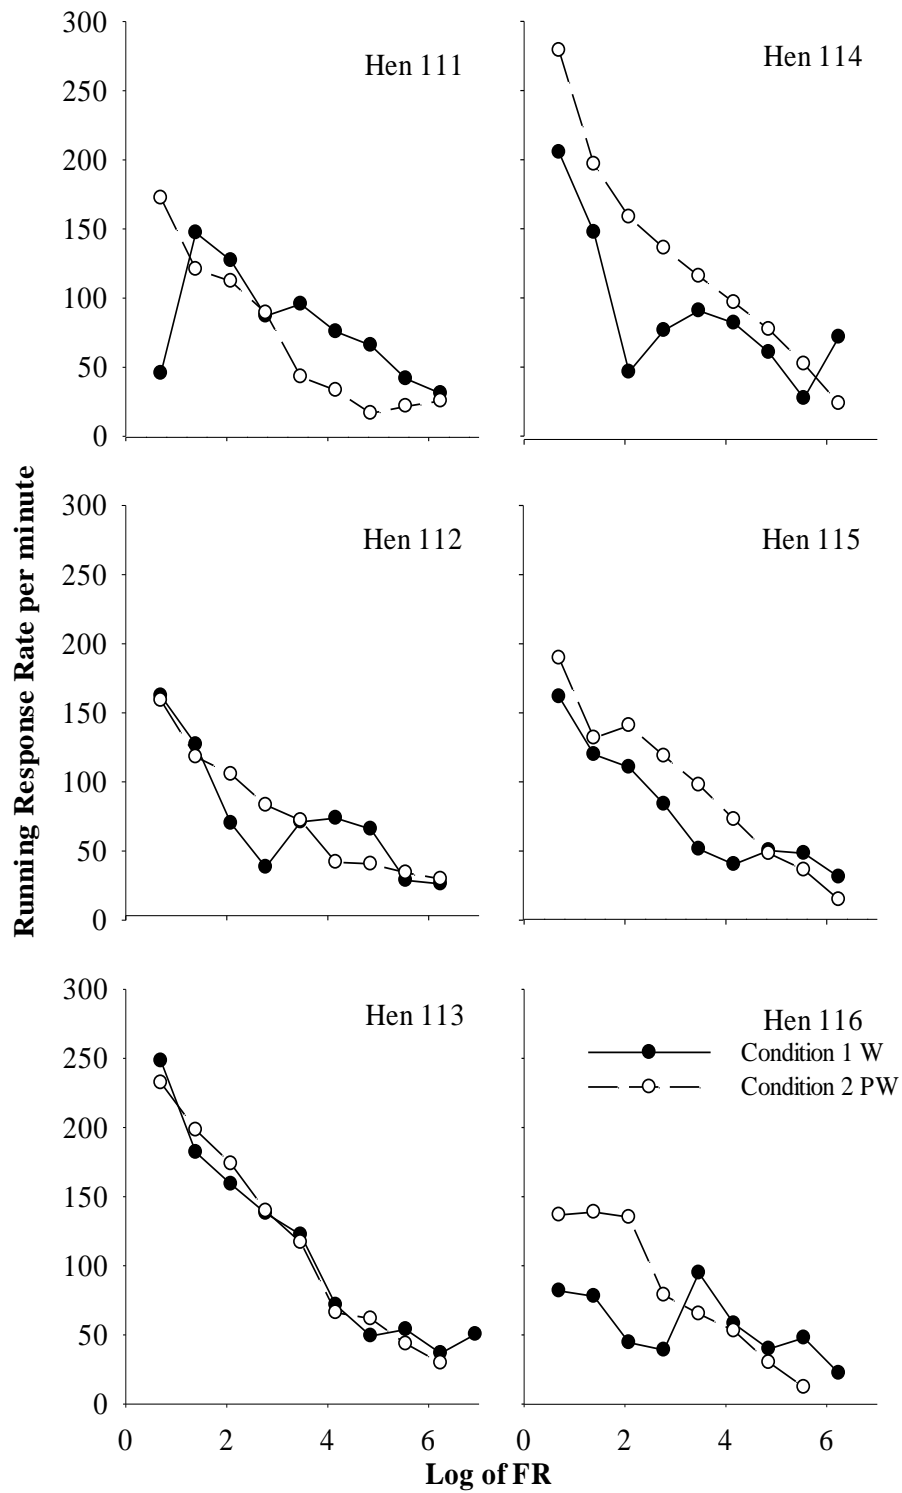 300
250
200
150
100
50
0
Hen 111
Hen 114
Running Response Rate per minute
300
250
200
150
100
50
0
Hen 112
Hen 115
300
250
200
150
100
50
0
Hen 113
Hen 116
Condition 1 W
Condition 2 PW
0 2 4 6
0 2 4 6
Log of FR